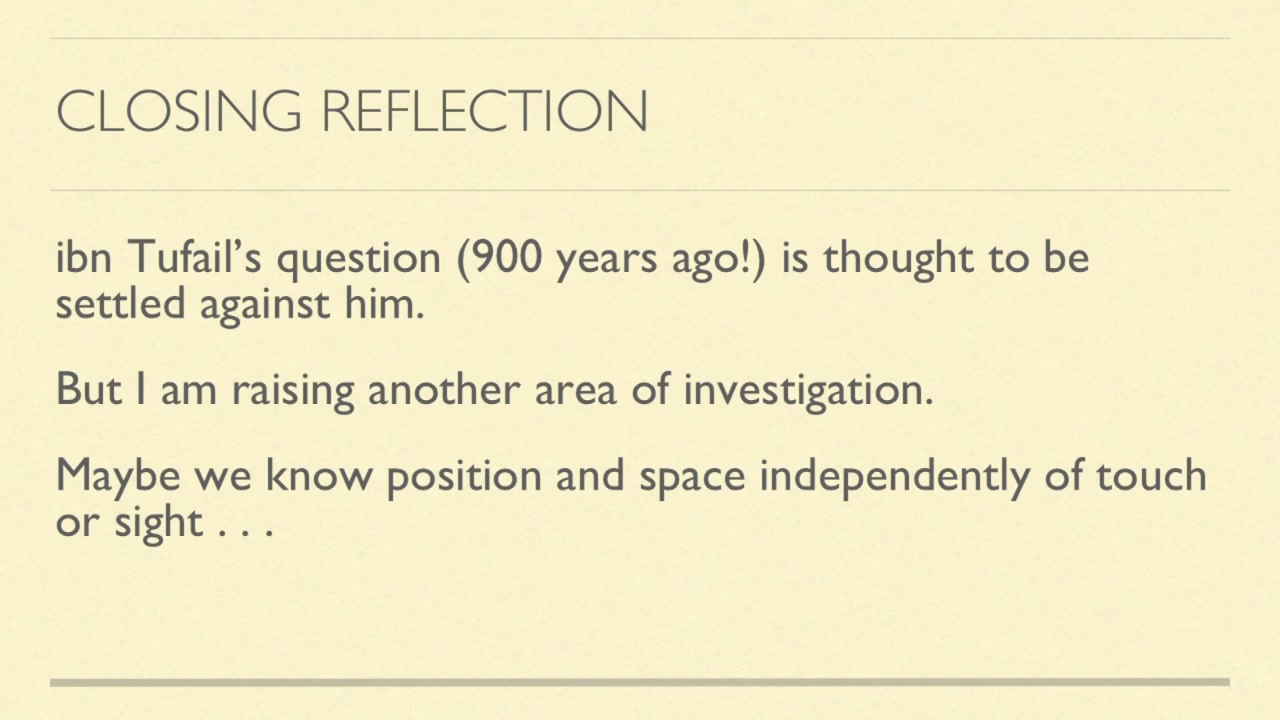 CLOSING REFLECTION
ibn Tufail’s question (900 years ago!) is thought to be
settled against him.
But I am raising another area of investigation.
Maybe we know position and space independently of touch
or sight . . .